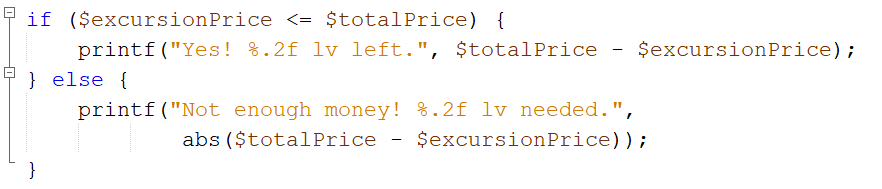 if ($excursionPrice <= $totalPrice) {
    printf("Yes! %.2f lv left.", $totalPrice - $excursionPrice);
} else {
    printf("Not enough money! %.2f lv needed.",
            abs($totalPrice - $excursionPrice));
}